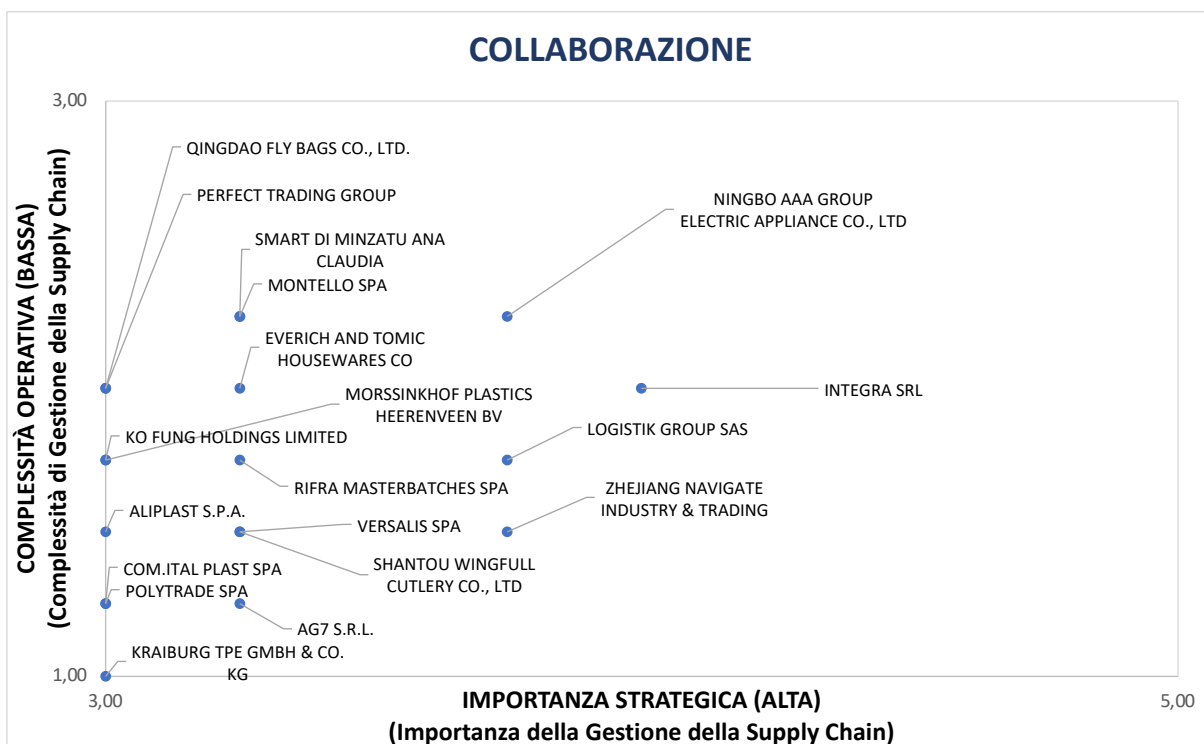 COLLABORAZIONE
3,00
QINGDAO FLY BAGS CO., LTD.
PERFECT TRADING GROUP
NINGBO AAA GROUP
ELECTRIC APPLIANCE CO., LTD
SMART DI MINZATU ANA
CLAUDIA
MONTELLO SPA
EVERICH AND TOMIC
HOUSEWARES CO
MORSSINKHOF PLASTICS
HEERENVEEN BV
INTEGRA SRL
KO FUNG HOLDINGS LIMITED
LOGISTIK GROUP SAS
RIFRA MASTERBATCHES SPA
ZHEJIANG NAVIGATE
INDUSTRY & TRADING
ALIPLAST S.P.A.
VERSALIS SPA
SHANTOU WINGFULL
CUTLERY CO., LTD
COM.ITAL PLAST SPA
POLYTRADE SPA
AG7 S.R.L.
KRAIBURG TPE GMBH & CO.
KG
COMPLESSITÀ OPERATIVA (BASSA)
(Complessità di Gestione della Supply Chain)
1,00
3,00
IMPORTANZA STRATEGICA (ALTA)
(Importanza della Gestione della Supply Chain)
5,00